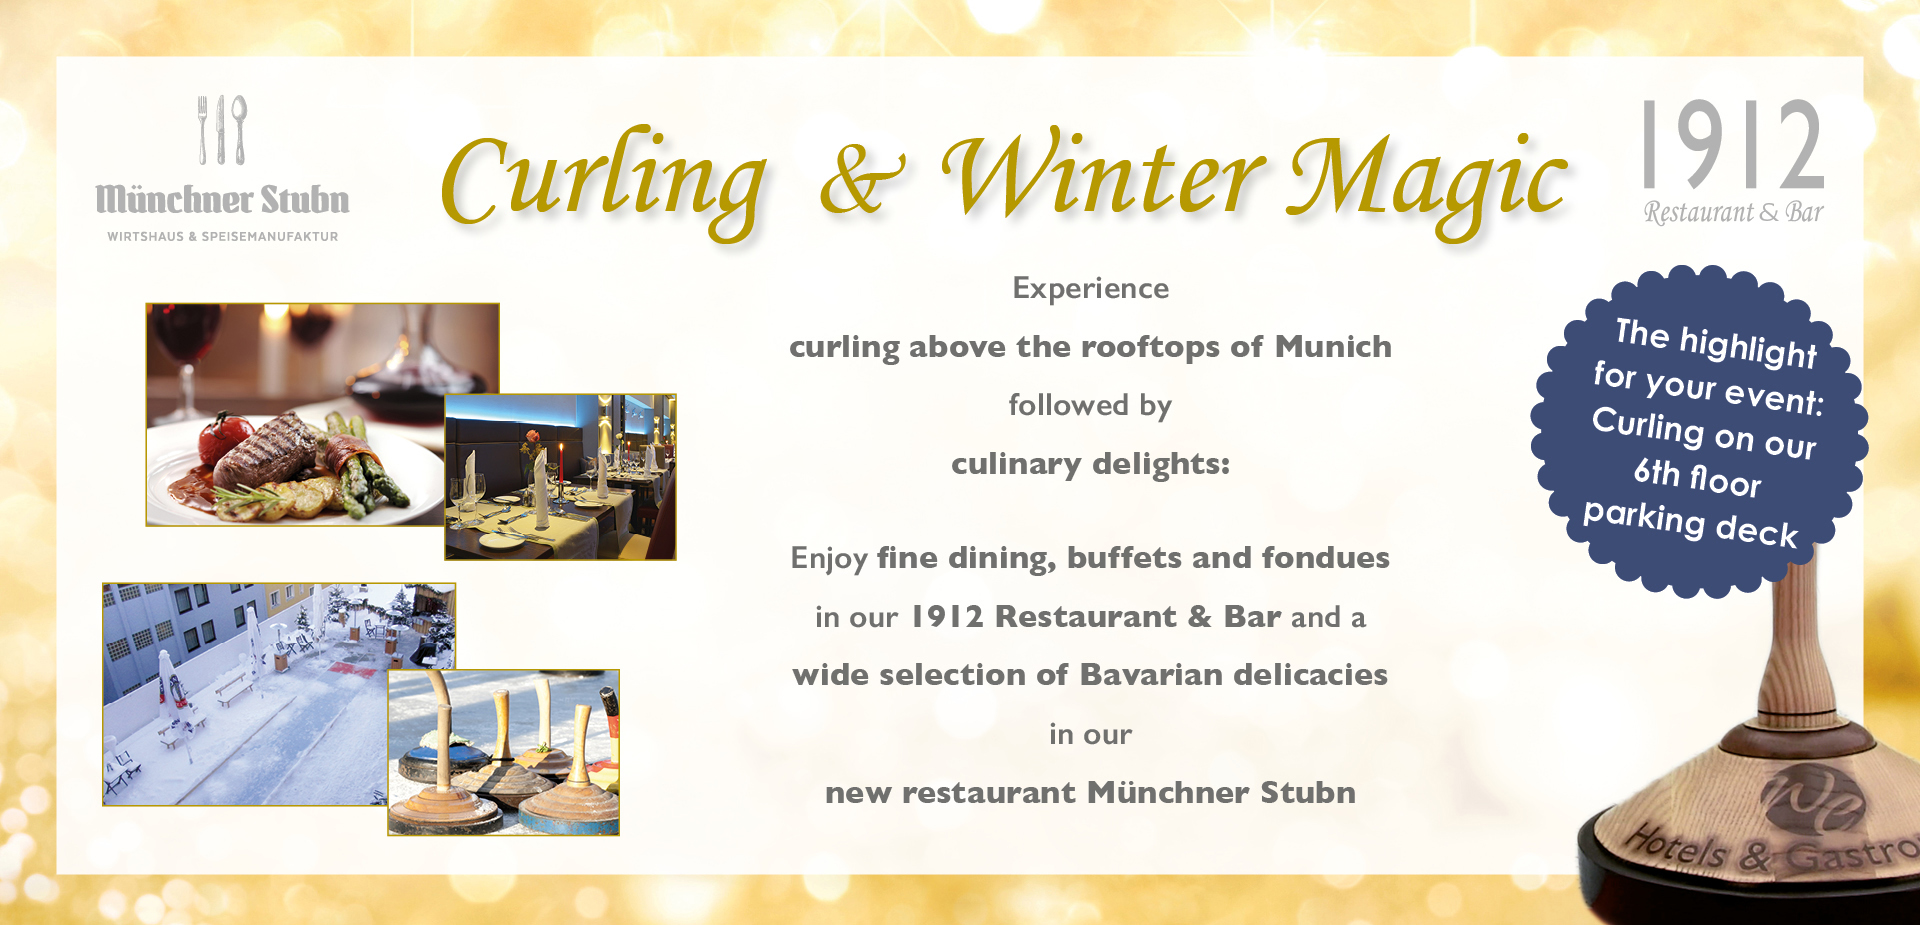 Münchner Stubn
WIRTSHAUS & SPEISEMANUFAKTUR
Curling & Winter Magic
1912
Restaurant & Bar
Experience
curling above the rooftops of Munich
followed by
culinary delights:
Enjoy fine dining, buffets and fondues
in our 1912 Restaurant & Bar and a
wide selection of Bavarian delicacies
in our
new restaurant Münchner Stubn
The highlight
for your event:
Curling on our
6th floor
parking deck
Hotels & Gastro